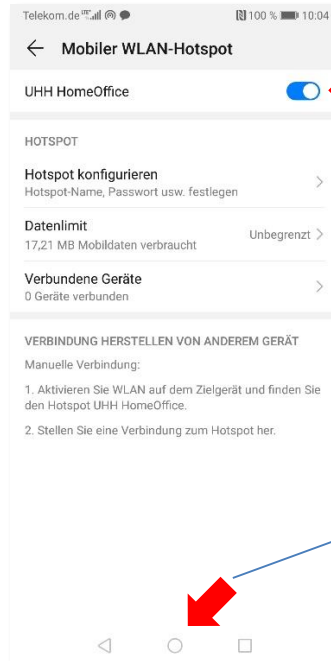 Telekom.de 100 % 10:04
Mobiler WLAN-Hotspot
UHH HomeOffice
HOTSPOT
Hotspot konfigurieren
Hotspot-Name, Passwort usw. festlegen
Datenlimit
17,21 MB Mobildaten verbraucht
Unbegrenzt
Verbundene Geräte
0 Geräte verbunden
VERBINDUNG HERSTELLEN VON ANDEREM GERÄT
Manuelle Verbindung:
1. Aktivieren Sie WLAN auf dem Zielgerät und finden Sie
den Hotspot UHH HomeOffice.
2. Stellen Sie eine Verbindung zum Hotspot her.